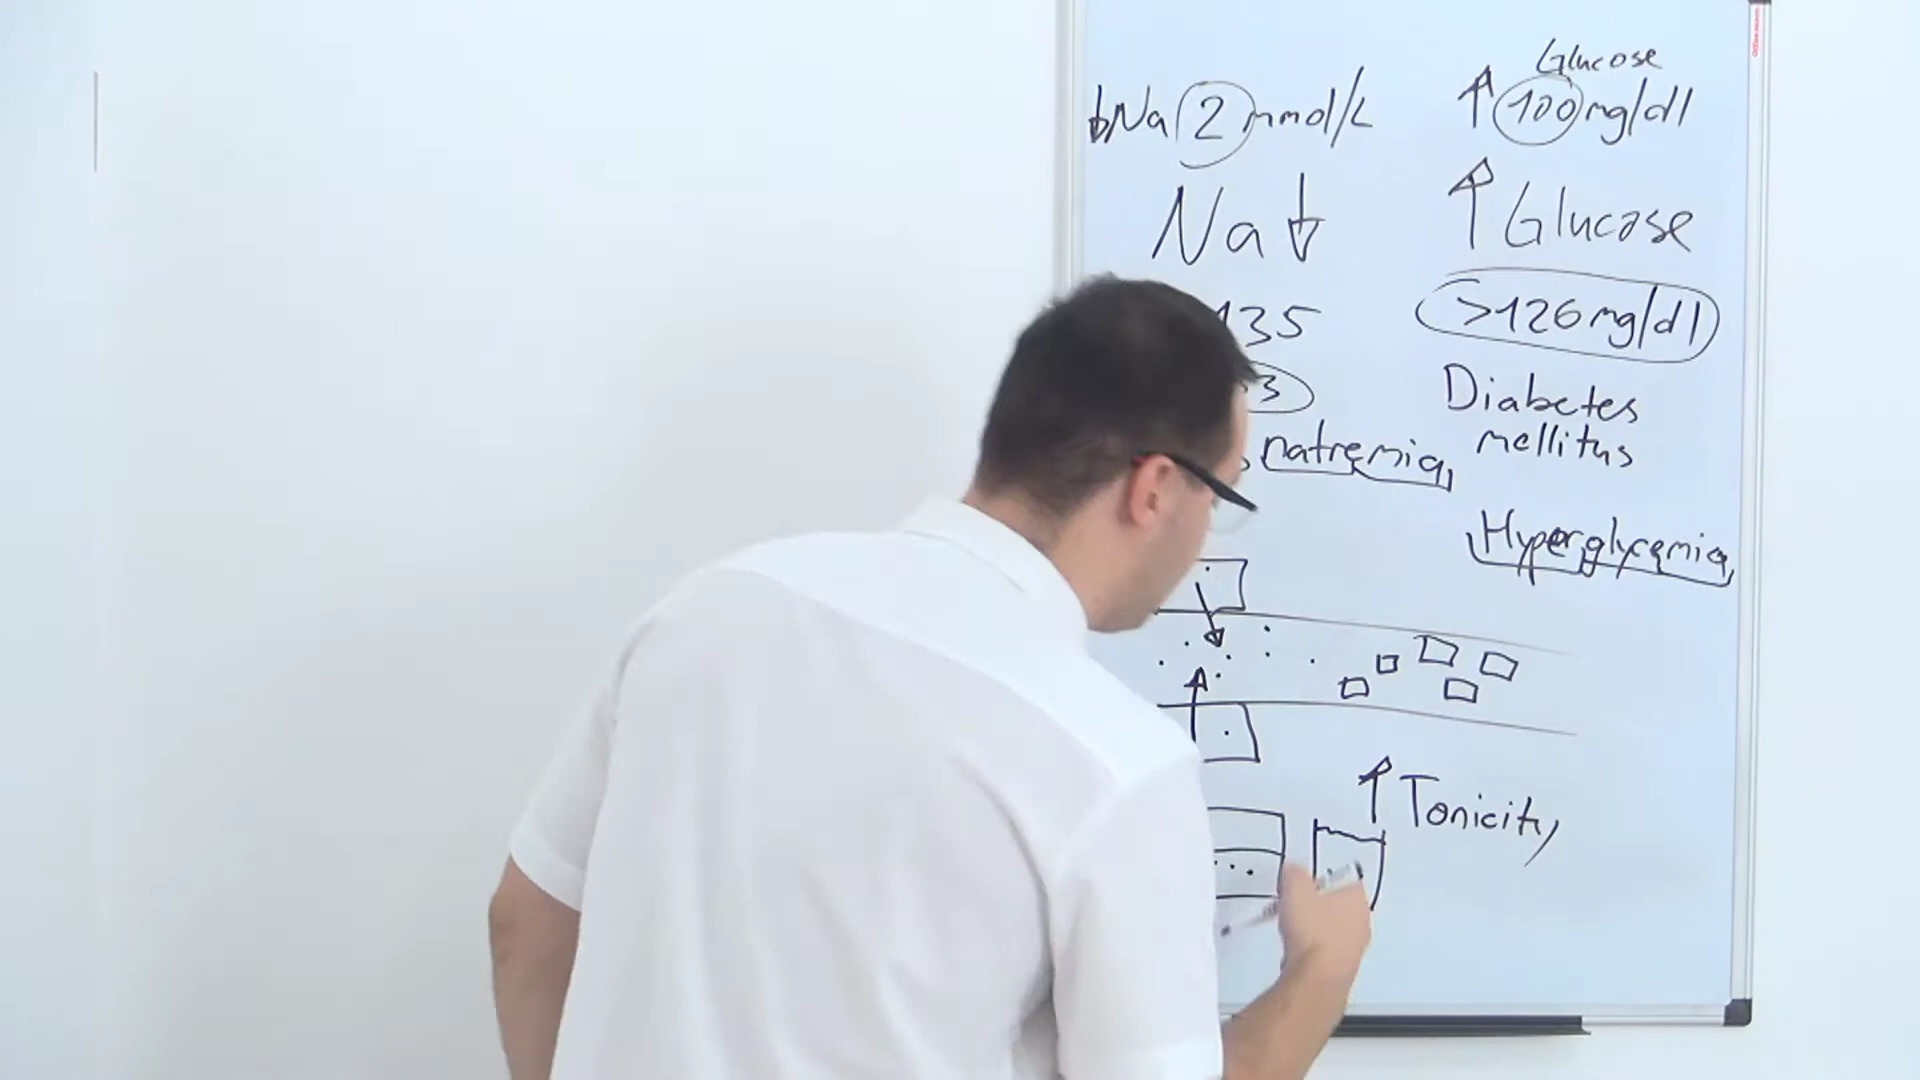 Glucose
↓Na 2 mmol/L ↑ 100 mg/dl
Na↓ ↑ Glucose
135 >126 mg/dl
3 Diabetes
natremia mellitus
Hyperglycemia
↑ Tonicity